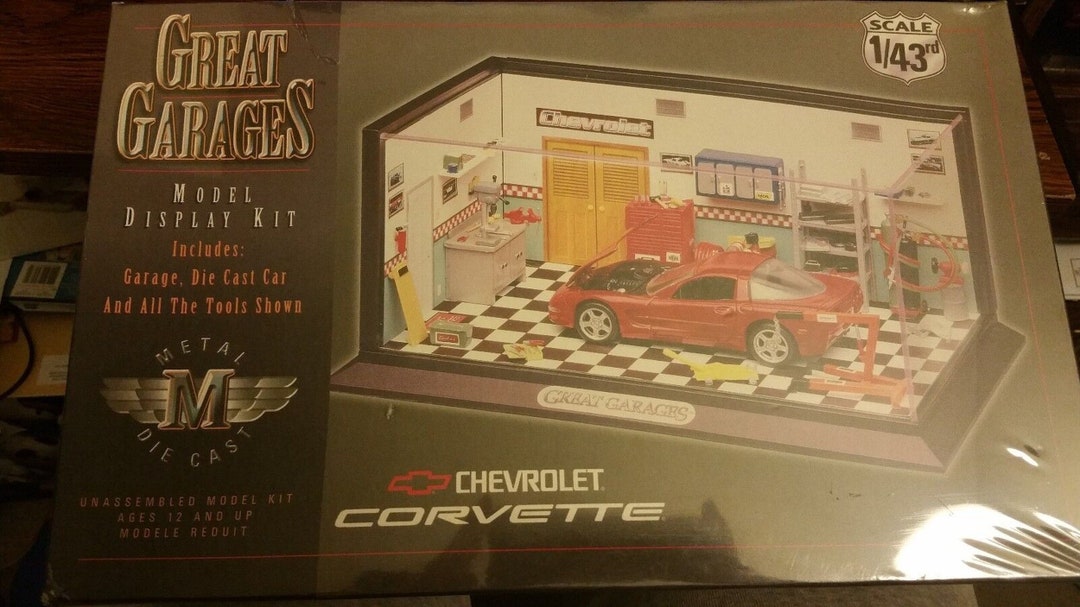 GREAT
GARAGES
MODEL
DISPLAY KIT
Includes:
Garage, Die Cast Car
And All The Tools Shown
METAL
M
DIE CAST
UNASSEMBLED MODEL KIT
AGES 12 AND UP
MODELE REDUIT
SCALE
1/43rd
Chevrolet
GREAT GARAGES
CHEVROLET
CORVETTE